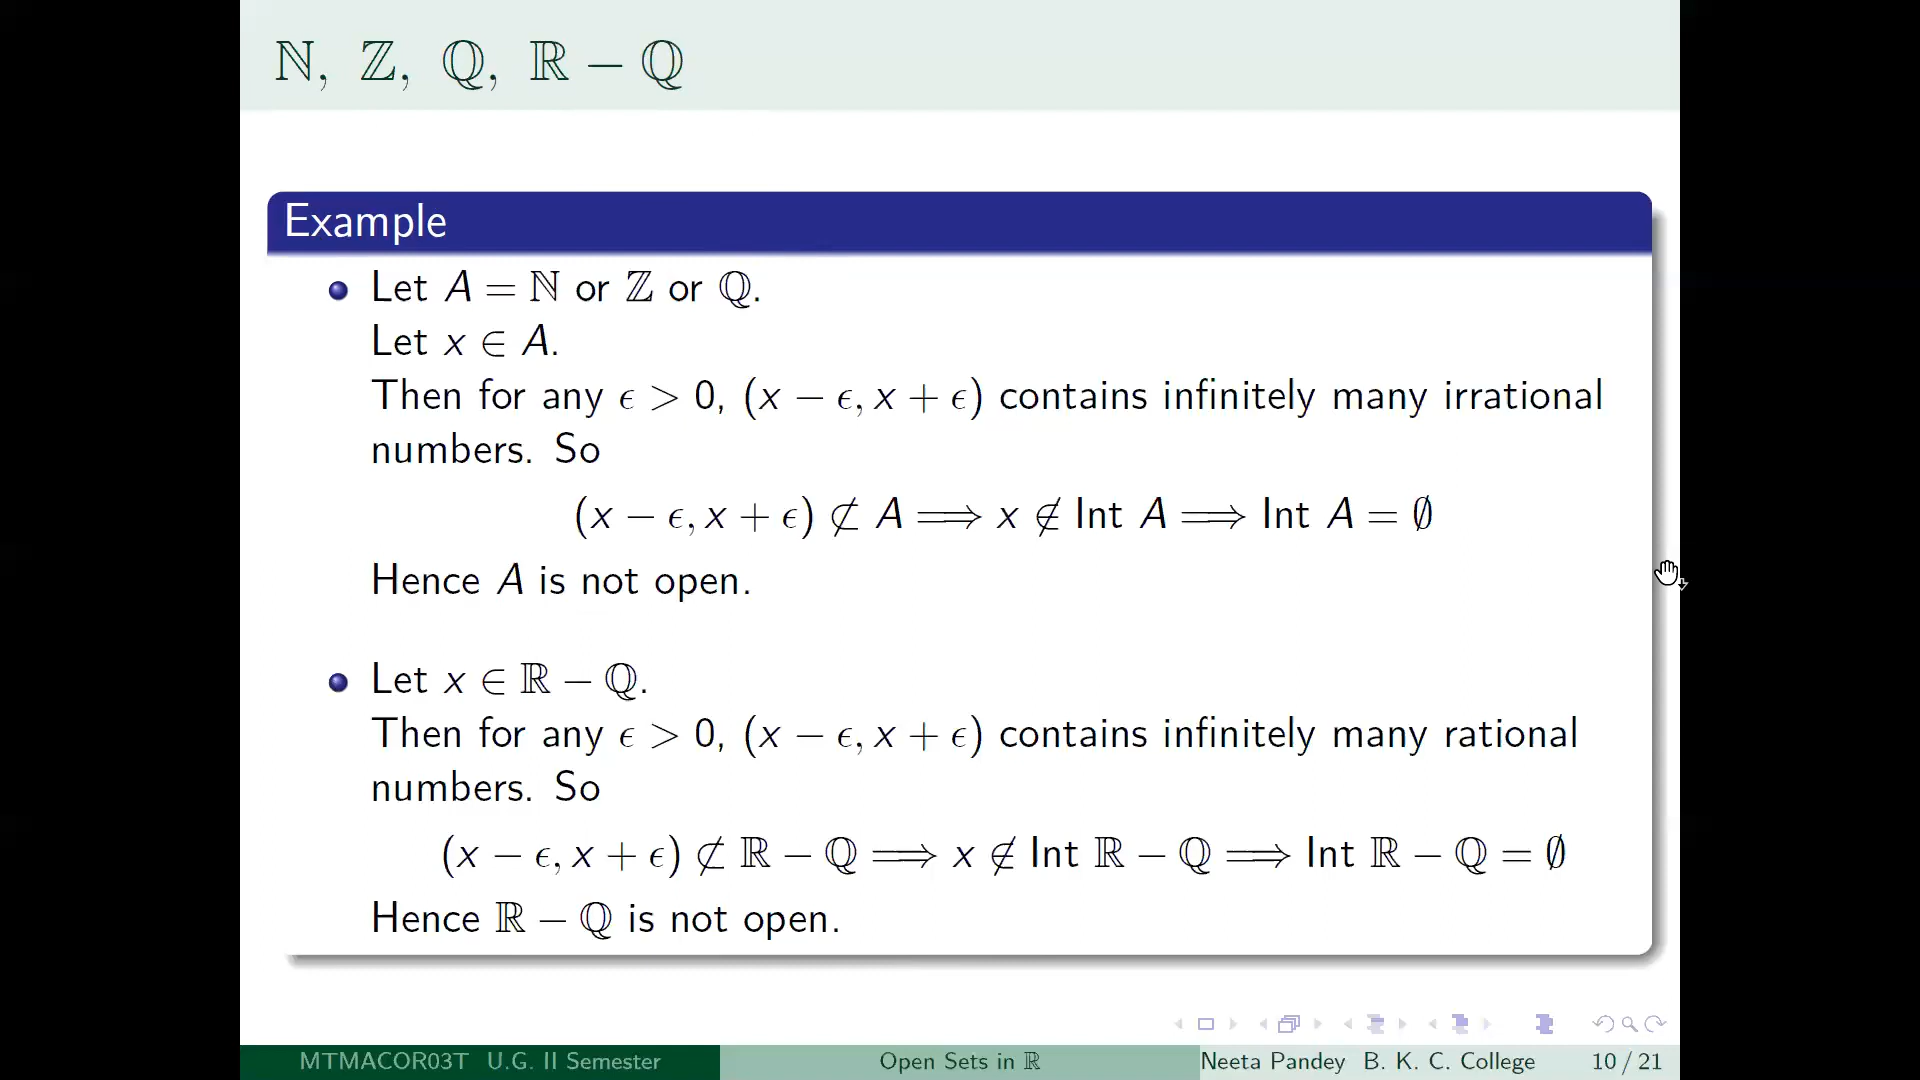 ℕ, ℤ, ℚ, ℝ − ℚ
Example
Let A = ℕ or ℤ or ℚ.
Let x ∈ A.
Then for any ϵ > 0, (x − ϵ, x + ϵ) contains infinitely many irrational
numbers. So
(x − ϵ, x + ϵ) ⊄ A ⟹ x ∉ Int A ⟹ Int A = ∅
Hence A is not open.
Let x ∈ ℝ − ℚ.
Then for any ϵ > 0, (x − ϵ, x + ϵ) contains infinitely many rational
numbers. So
(x − ϵ, x + ϵ) ⊄ ℝ − ℚ ⟹ x ∉ Int ℝ − ℚ ⟹ Int ℝ − ℚ = ∅
Hence ℝ − ℚ is not open.
MTMACOR03T U.G. II Semester Open Sets in ℝ Neeta Pandey B. K. C. College 10 / 21